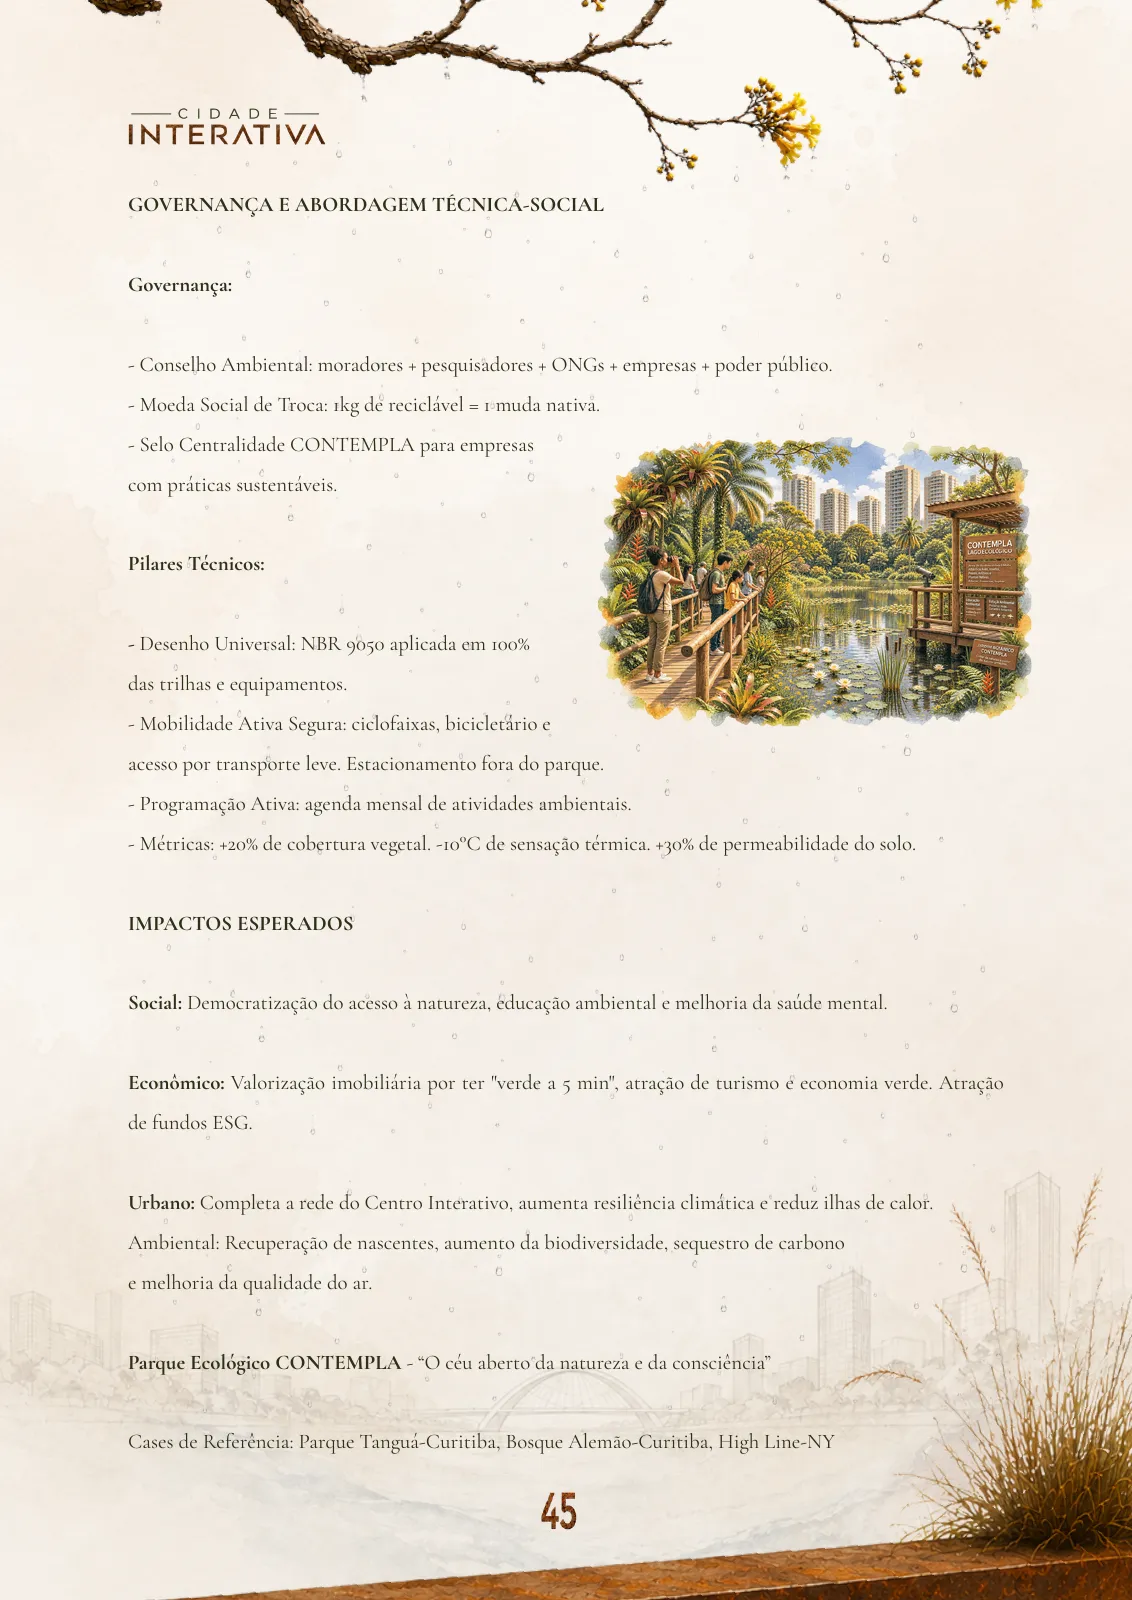 CIDADE
INTERATIVA
GOVERNANÇA E ABORDAGEM TÉCNICA-SOCIAL
Governança:
- Conselho Ambiental: moradores + pesquisadores + ONGs + empresas + poder público.
- Moeda Social de Troca: 1kg de reciclável = 1 muda nativa.
- Selo Centralidade CONTEMPLA para empresas
com práticas sustentáveis.
CONTEMPLA
LAGO ECOLÓGICO
Pilares Técnicos:
- Desenho Universal: NBR 9050 aplicada em 100%
das trilhas e equipamentos.
- Mobilidade Ativa Segura: ciclofaixas, bicicletário e
acesso por transporte leve. Estacionamento fora do parque.
- Programação Ativa: agenda mensal de atividades ambientais.
- Métricas: +20% de cobertura vegetal. -10°C de sensação térmica. +30% de permeabilidade do solo.
IMPACTOS ESPERADOS
Social: Democratização do acesso à natureza, educação ambiental e melhoria da saúde mental.
Econômico: Valorização imobiliária por ter "verde a 5 min", atração de turismo e economia verde. Atração
de fundos ESG.
Urbano: Completa a rede do Centro Interativo, aumenta resiliência climática e reduz ilhas de calor.
Ambiental: Recuperação de nascentes, aumento da biodiversidade, sequestro de carbono
e melhoria da qualidade do ar.
Parque Ecológico CONTEMPLA - “O céu aberto da natureza e da consciência”
Cases de Referência: Parque Tanguá-Curitiba, Bosque Alemão-Curitiba, High Line-NY
45